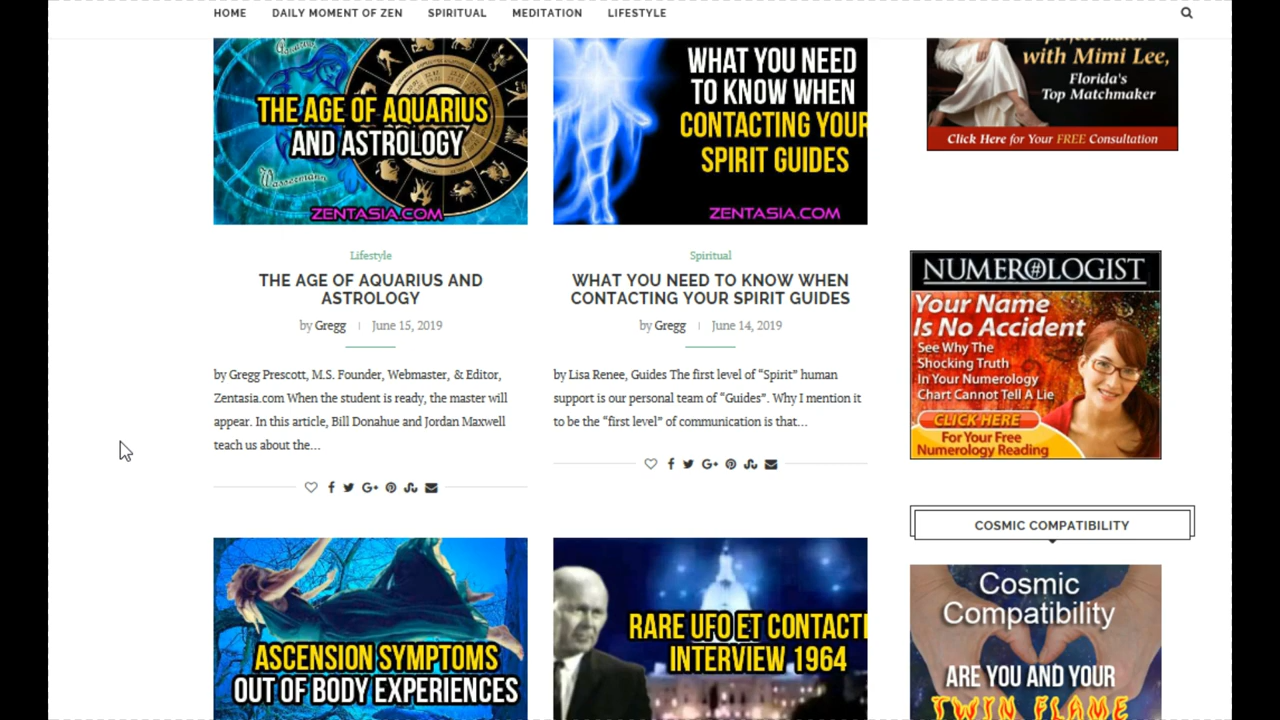 HOME DAILY MOMENT OF ZEN SPIRITUAL MEDITATION LIFESTYLE
THE AGE OF AQUARIUS
AND ASTROLOGY
Wassermann
ZENTASIA.COM
WHAT YOU NEED
TO KNOW WHEN
CONTACTING YOUR
SPIRIT GUIDES
ZENTASIA.COM
with Mimi Lee,
Florida's
Top Matchmaker
Click Here for Your FREE Consultation
Lifestyle
THE AGE OF AQUARIUS AND
ASTROLOGY
by Gregg June 15, 2019
by Gregg Prescott, M.S. Founder, Webmaster, & Editor,
Zentasia.com When the student is ready, the master will
appear. In this article, Bill Donahue and Jordan Maxwell
teach us about the…
Spiritual
WHAT YOU NEED TO KNOW WHEN
CONTACTING YOUR SPIRIT GUIDES
by Gregg June 14, 2019
by Lisa Renee, Guides The first level of “Spirit” human
support is our personal team of “Guides”. Why I mention it
to be the “first level” of communication is that…
NUMEROLOGIST
Your Name
Is No Accident
See Why The
Shocking Truth
In Your Numerology
Chart Cannot Tell A Lie
CLICK HERE
For Your Free
Numerology Reading
COSMIC COMPATIBILITY
ASCENSION SYMPTOMS
OUT OF BODY EXPERIENCES
RARE UFO ET CONTACT
INTERVIEW 1964
Cosmic
Compatibility
ARE YOU AND YOUR
TWIN FLAME